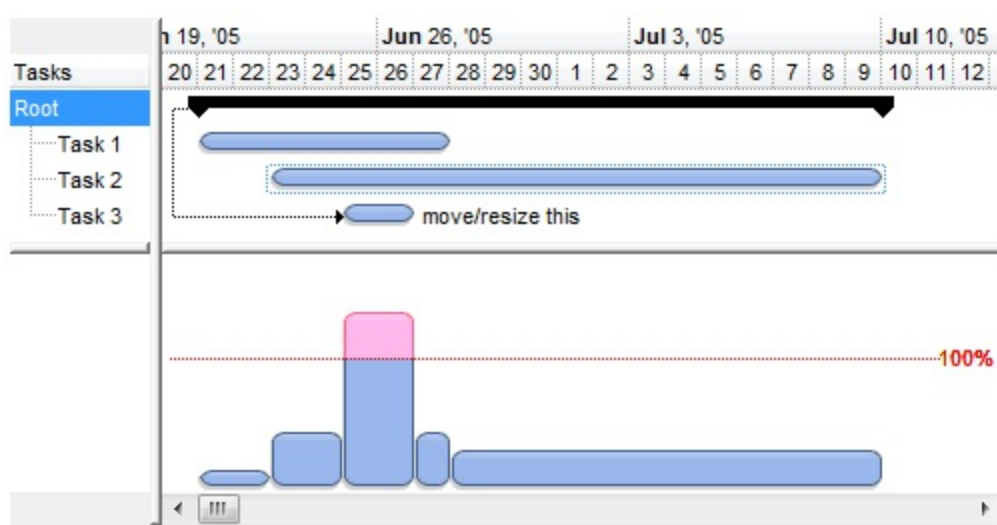 n 19, '05 Jun 26, '05 Jul 3, '05 Jul 10, '05
Tasks 20 21 22 23 24 25 26 27 28 29 30 1 2 3 4 5 6 7 8 9 10 11 12
Root
Task 1
Task 2
Task 3 move/resize this
100%